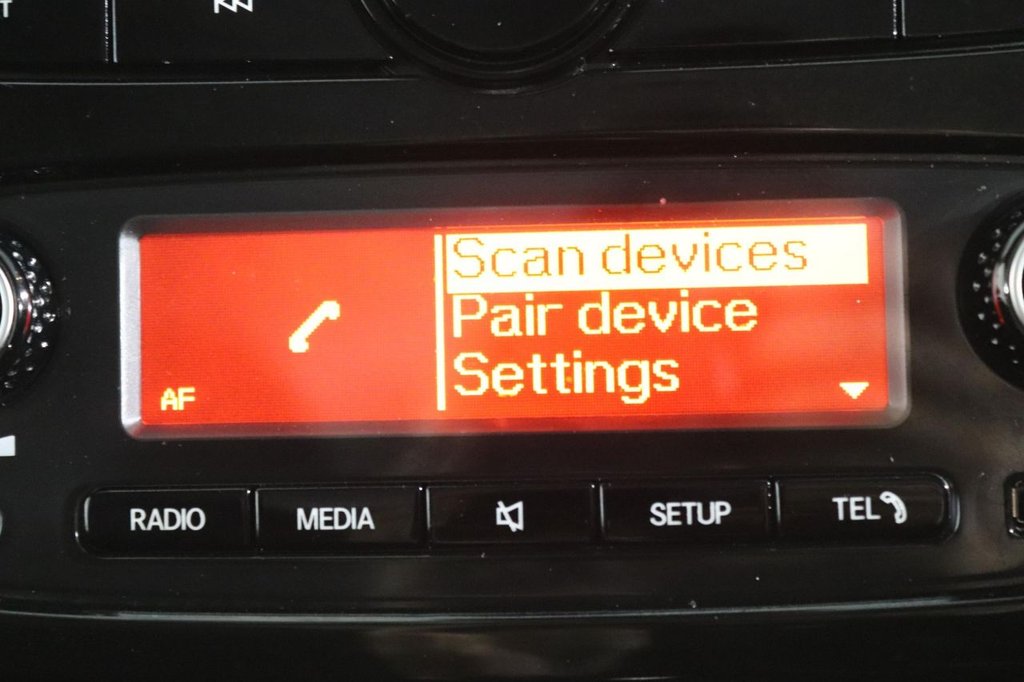 Scan devices
Pair device
Settings
AF
RADIO
MEDIA
SETUP
TEL